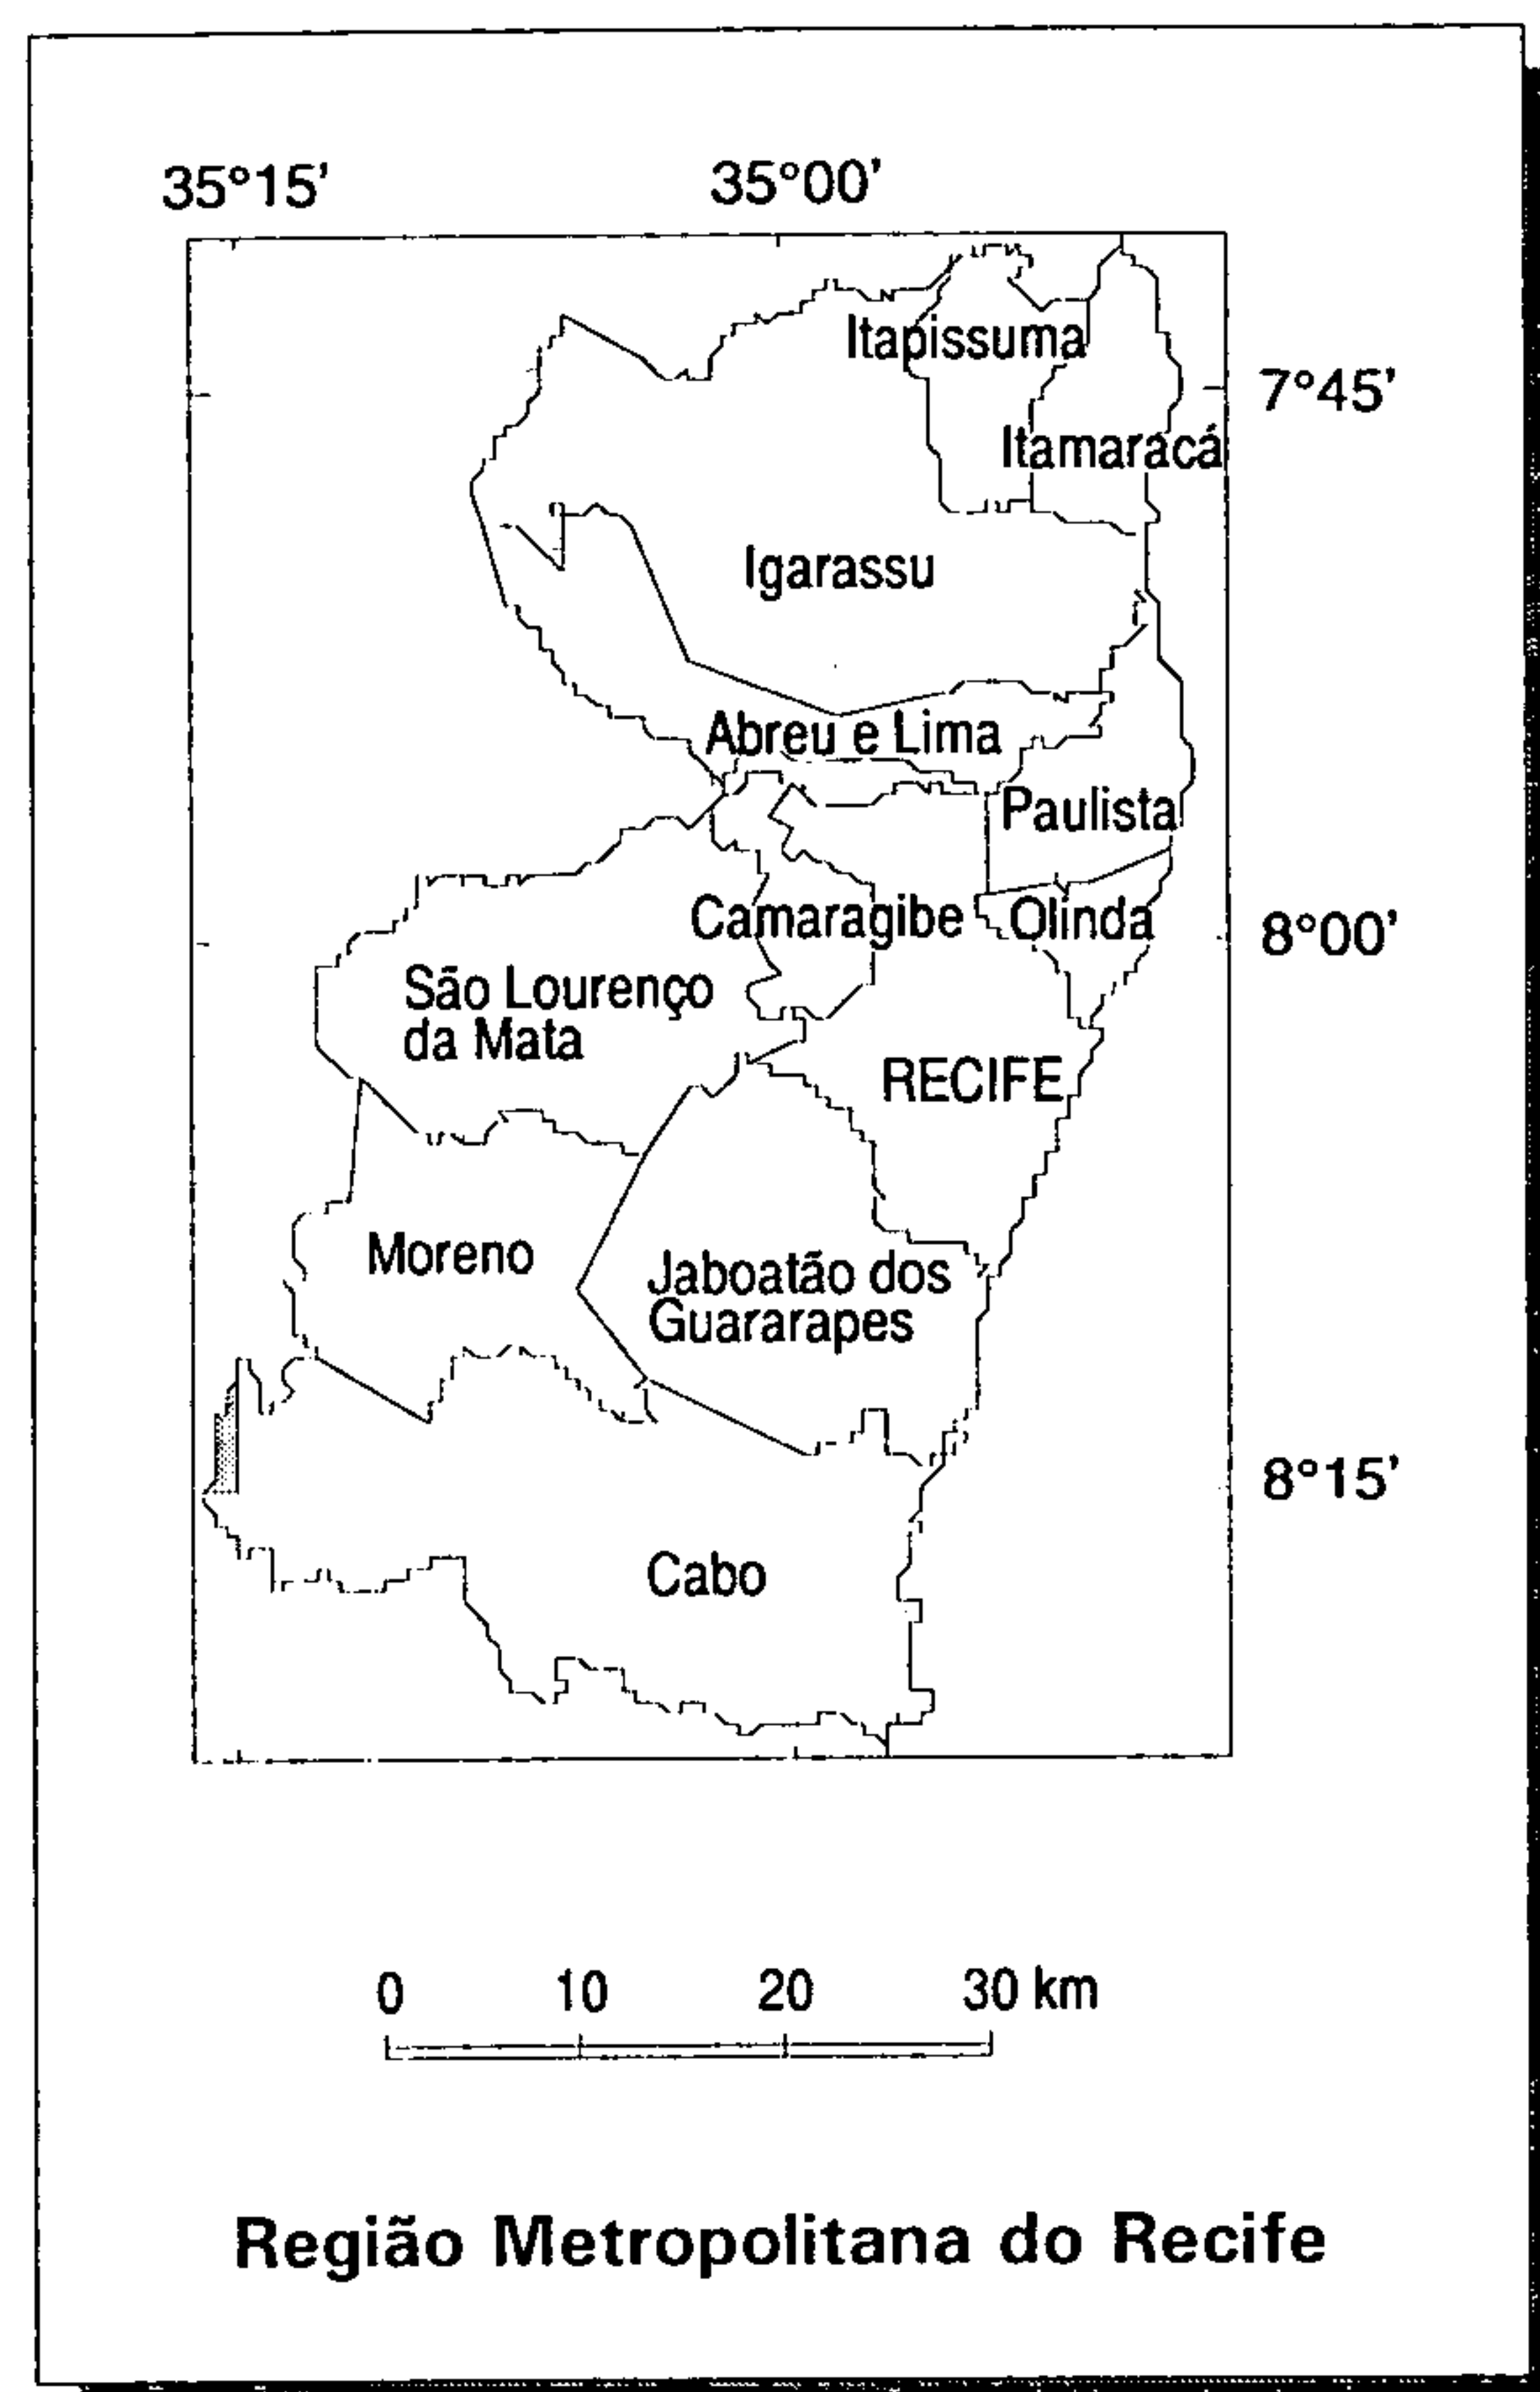 35°15' 35°00'
Itapissuma
7°45'
Itamaracá
Igarassu
Abreu e Lima
Paulista
Camaragibe
Olinda
8°00'
São Lourenço
da Mata
RECIFE
Moreno
Jaboatão dos
Guararapes
8°15'
Cabo
0 10 20 30 km
Região Metropolitana do Recife